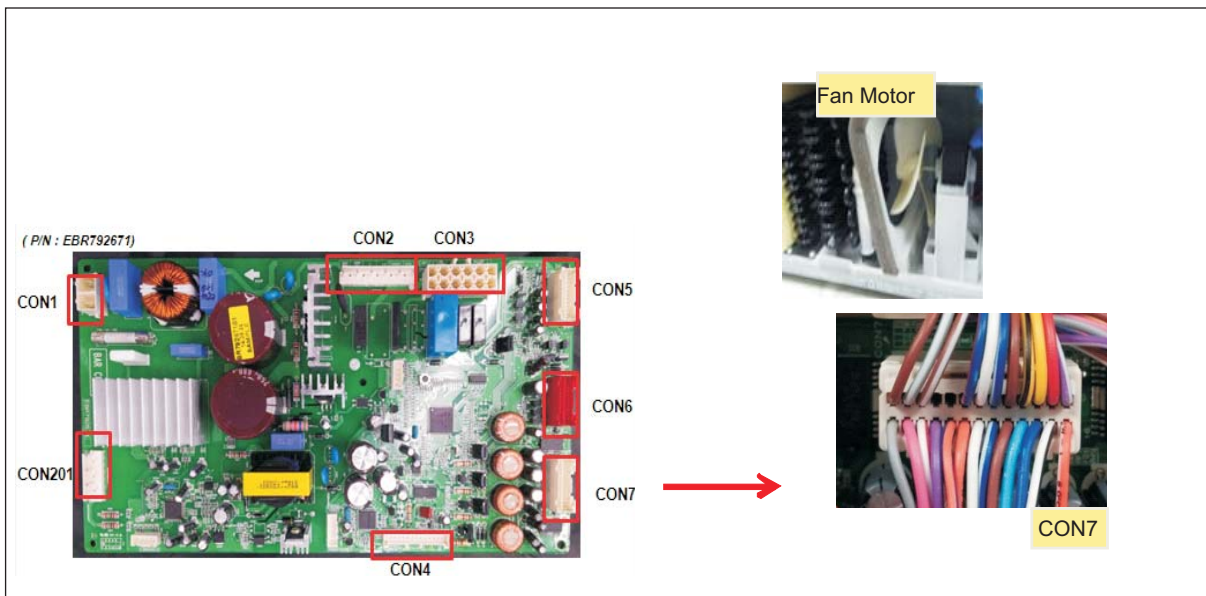 Fan Motor
( P/N : EBR792671)
CON2 CON3
CON1
CON5
CON6
CON201
CON7
CON4
CON7